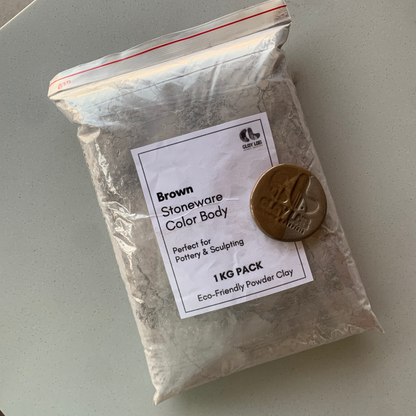 CLAY LAB
Brown
Stoneware
Color Body
Perfect for
Pottery & Sculpting
1 KG PACK
Eco-Friendly Powder Clay